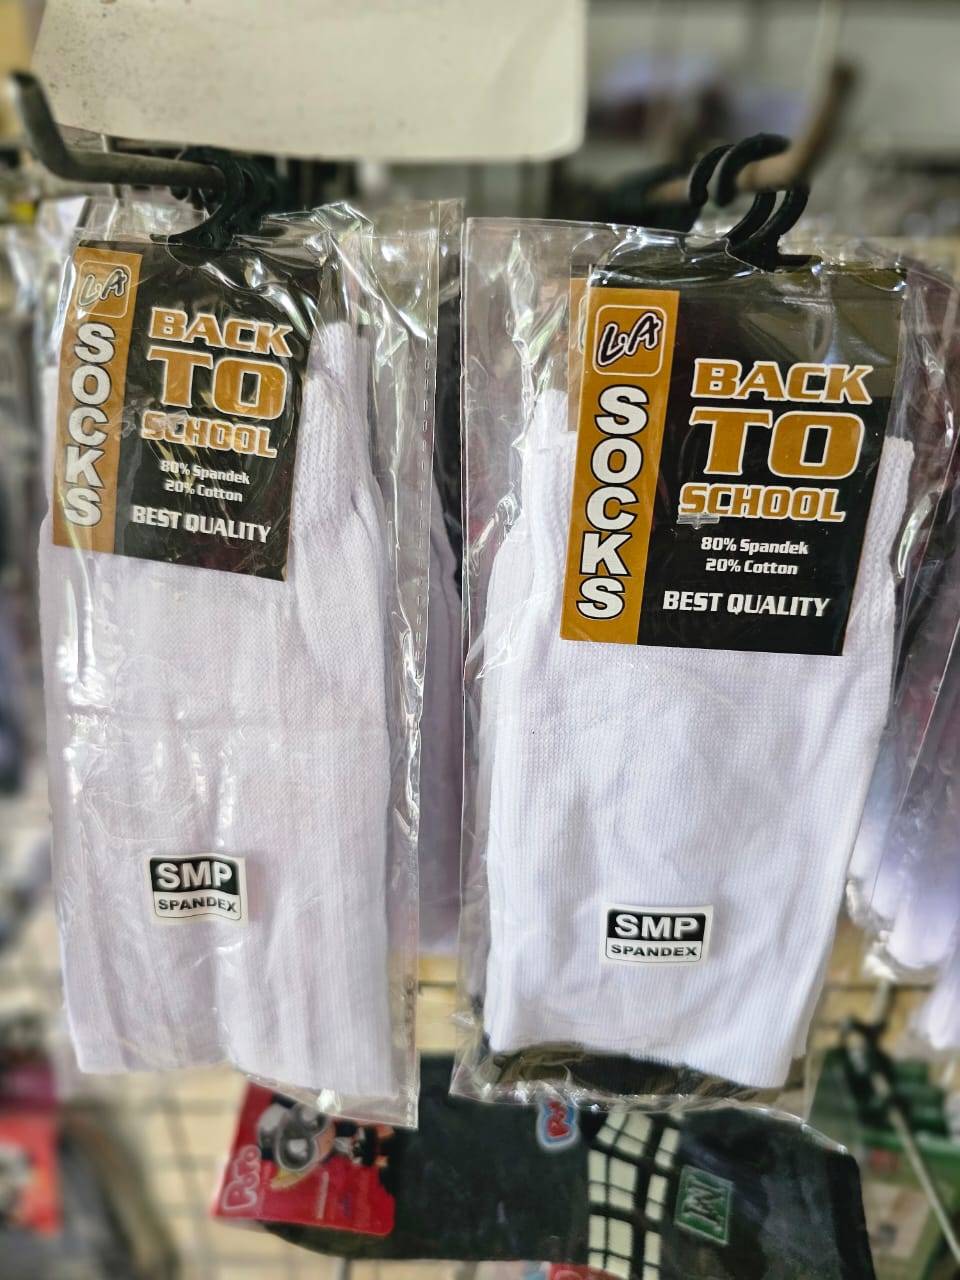 LA
SOCKS
BACK
TO
SCHOOL
80% Spandek
20% Cotton
BEST QUALITY
SMP
SPANDEX
LA
SOCKS
BACK
TO
SCHOOL
80% Spandek
20% Cotton
BEST QUALITY
SMP
SPANDEX